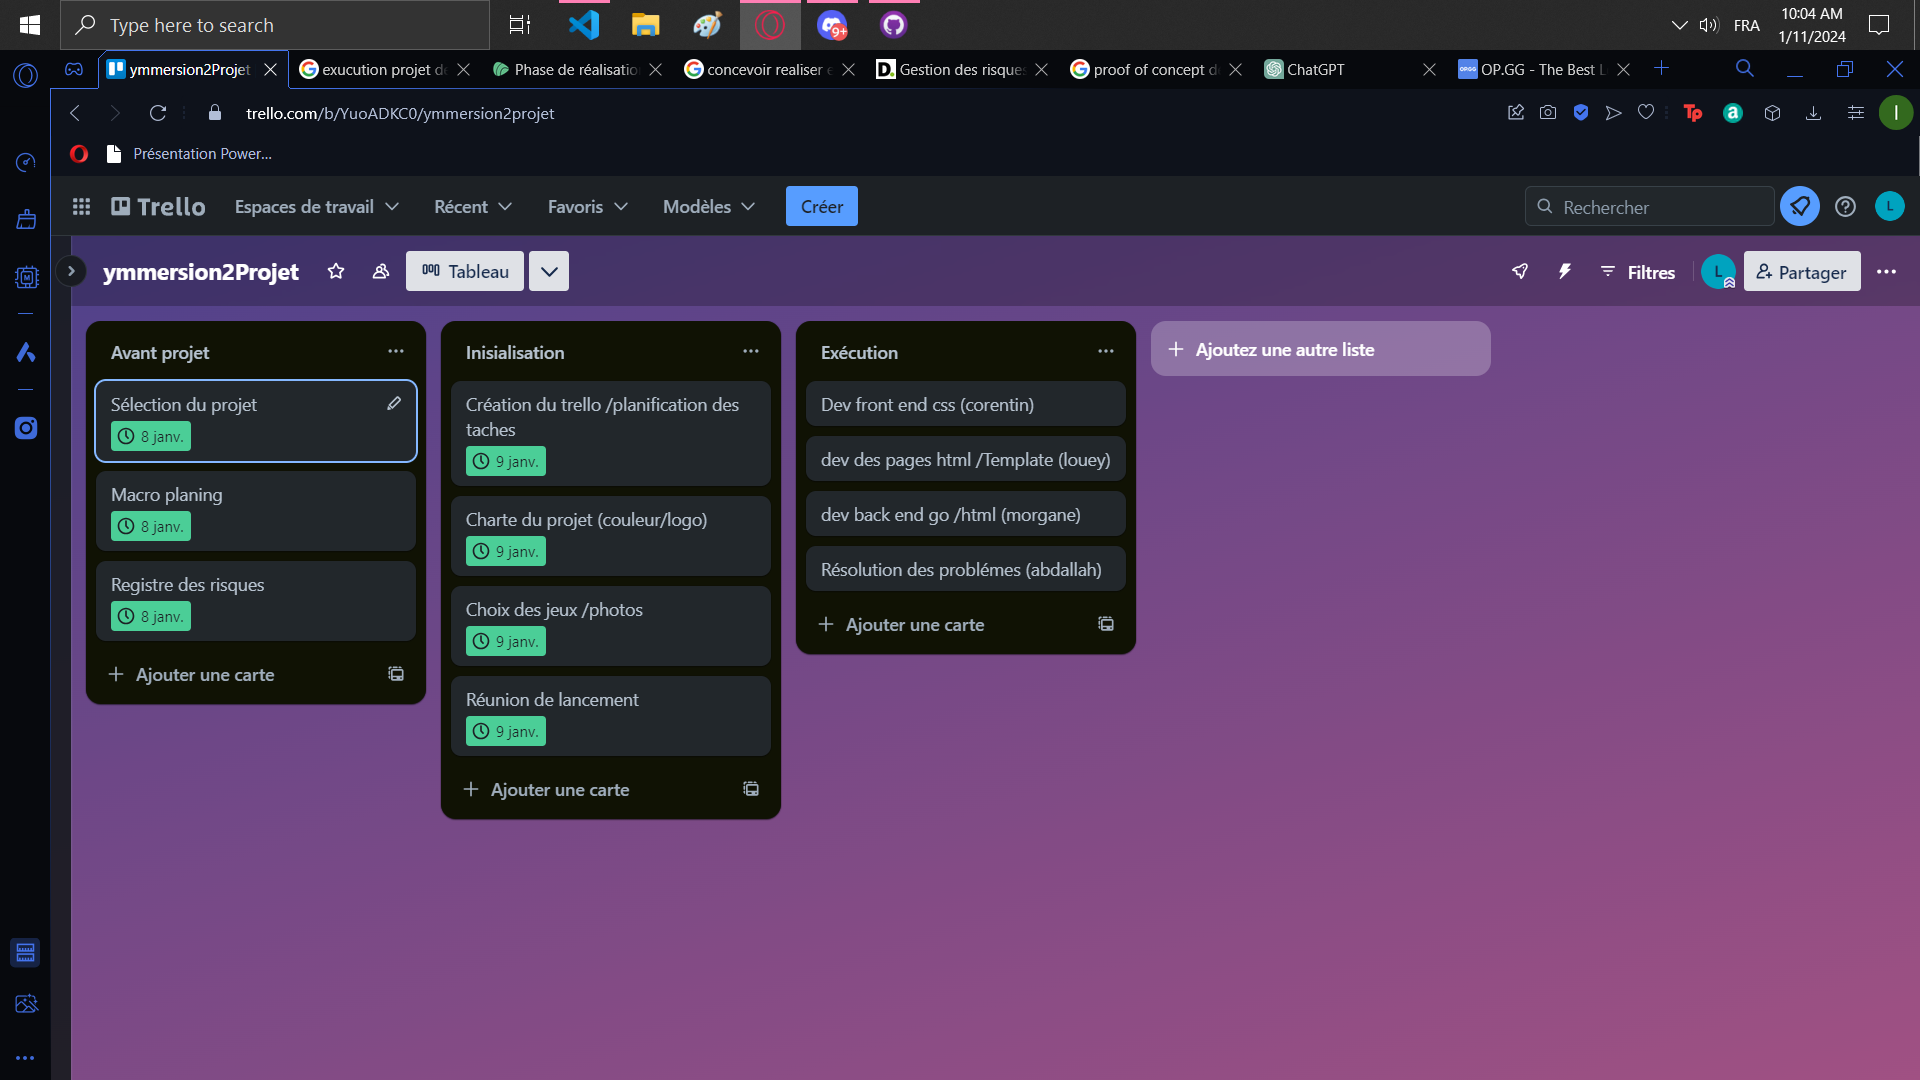 Type here to search
9+
FRA
10:04 AM
1/11/2024
ymmersion2Projet
exucution projet de
Phase de réalisatio
concevoir realiser e
D. Gestion des risques
proof of concept d
ChatGPT
OP.GG OP.GG - The Best L
trello.com/b/YuoADKC0/ymmersion2projet
Tp
a
I
Présentation Power...
Trello
Espaces de travail
Récent
Favoris
Modèles
Créer
Rechercher
L
ymmersion2Projet
Tableau
Filtres
L
Partager
Avant projet
Sélection du projet
8 janv.
Macro planing
8 janv.
Registre des risques
8 janv.
Ajouter une carte
Inisialisation
Création du trello /planification des
taches
9 janv.
Charte du projet (couleur/logo)
9 janv.
Choix des jeux /photos
9 janv.
Réunion de lancement
9 janv.
Ajouter une carte
Exécution
Dev front end css (corentin)
dev des pages html /Template (louey)
dev back end go /html (morgane)
Résolution des problémes (abdallah)
Ajouter une carte
Ajoutez une autre liste